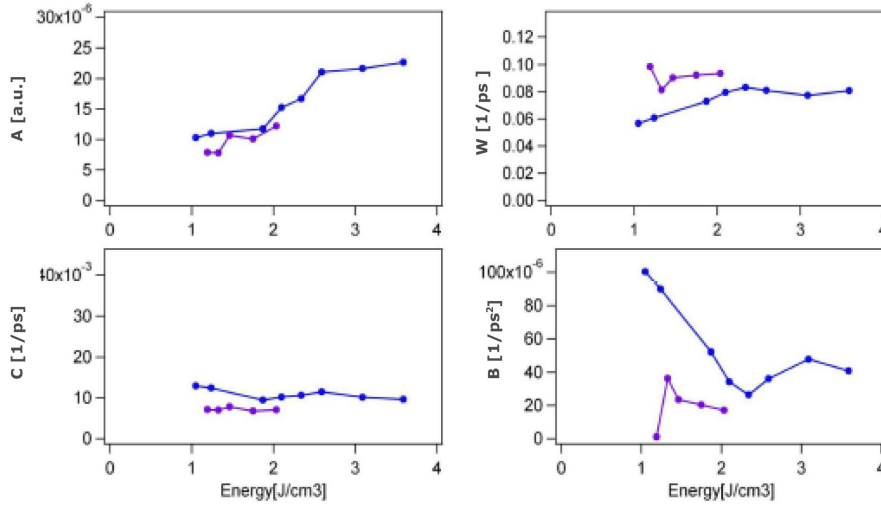 30x10-6
25
20
15
10
5
0
A [a.u.]
0 1 2 3 4
0.12
0.10
0.08
0.06
0.04
0.02
0.00
W [1/ps ]
0 1 2 3 4
40x10-3
30
20
10
0
C [1/ps]
0 1 2 3 4
Energy[J/cm3]
100x10-6
80
60
40
20
0
B [1/ps²]
0 1 2 3 4
Energy[J/cm3]